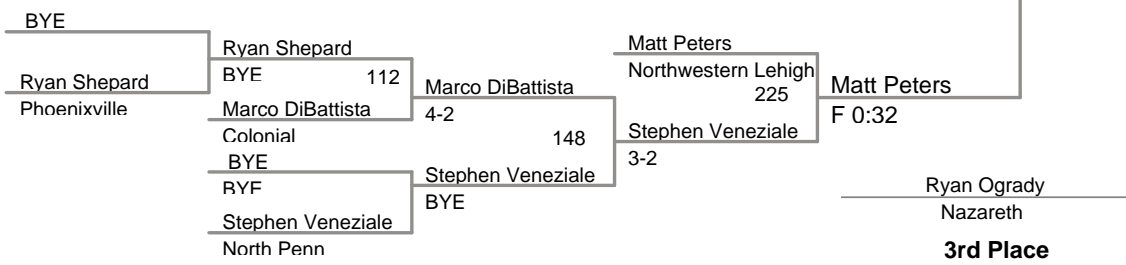 BYE
Ryan Shepard
Phoenixville
Ryan Shepard
BYE
112
Marco DiBattista
Colonial
BYE
BYE
Stephen Veneziale
North Penn
Marco DiBattista
4-2
148
Stephen Veneziale
BYE
Matt Peters
Northwestern Lehigh
225
Stephen Veneziale
3-2
Matt Peters
F 0:32
Ryan Ogrady
Nazareth
3rd Place